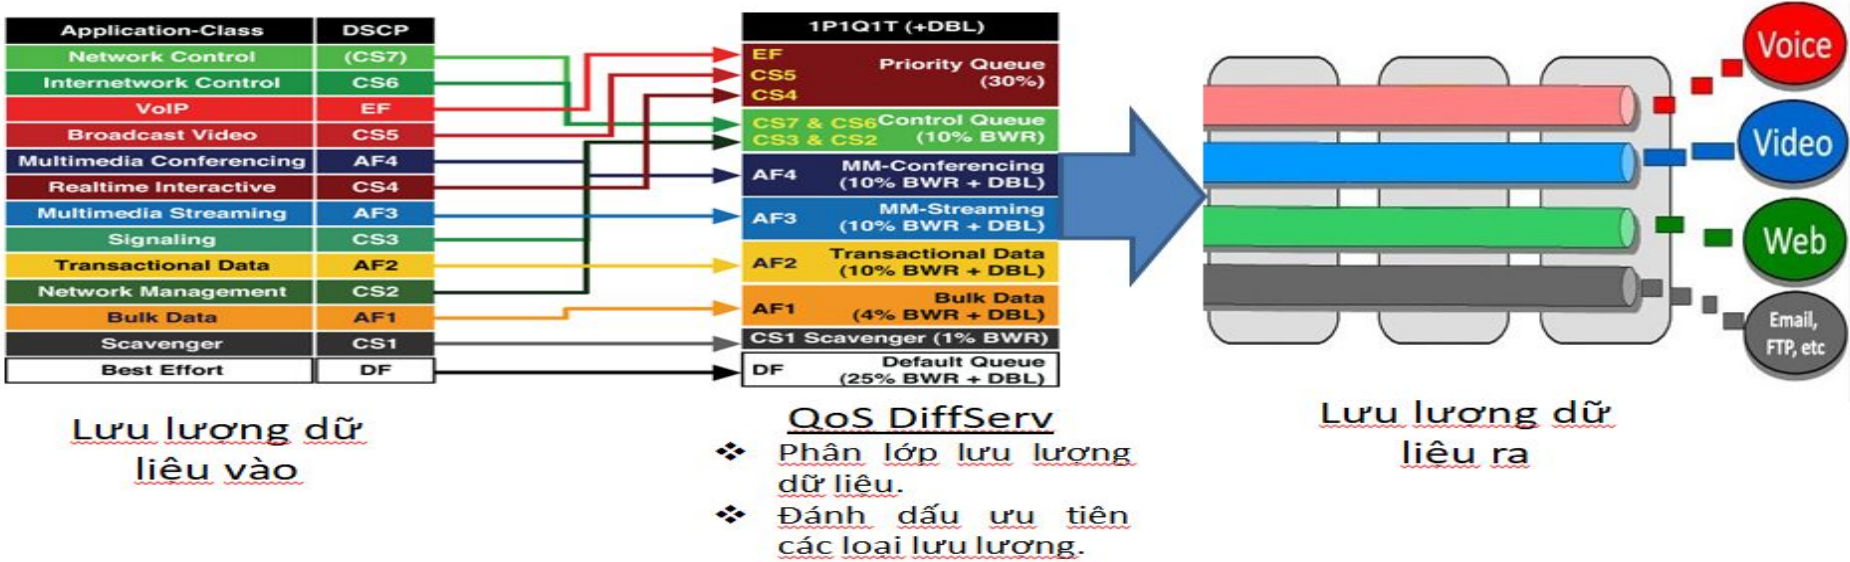 Application-Class DSCP
Network Control (CS7)
Internetwork Control CS6
VoIP EF
Broadcast Video CS5
Multimedia Conferencing AF4
Realtime Interactive CS4
Multimedia Streaming AF3
Signaling CS3
Transactional Data AF2
Network Management CS2
Bulk Data AF1
Scavenger CS1
Best Effort DF
Lưu lượng dữ
liệu vào
1P1Q1T (+DBL)
EF
CS5
CS4
Priority Queue
(30%)
CS7 & CS6 Control Queue
CS3 & CS2 (10% BWR)
AF4
MM-Conferencing
(10% BWR + DBL)
AF3
MM-Streaming
(10% BWR + DBL)
AF2
Transactional Data
(10% BWR + DBL)
AF1
Bulk Data
(4% BWR + DBL)
CS1 Scavenger (1% BWR)
DF
Default Queue
(25% BWR + DBL)
QoS DiffServ
❖ Phân lớp lưu lượng
dữ liệu.
❖ Đánh dấu ưu tiên
các loại lưu lượng.
Voice
Video
Web
Email,
FTP, etc
Lưu lượng dữ
liệu ra